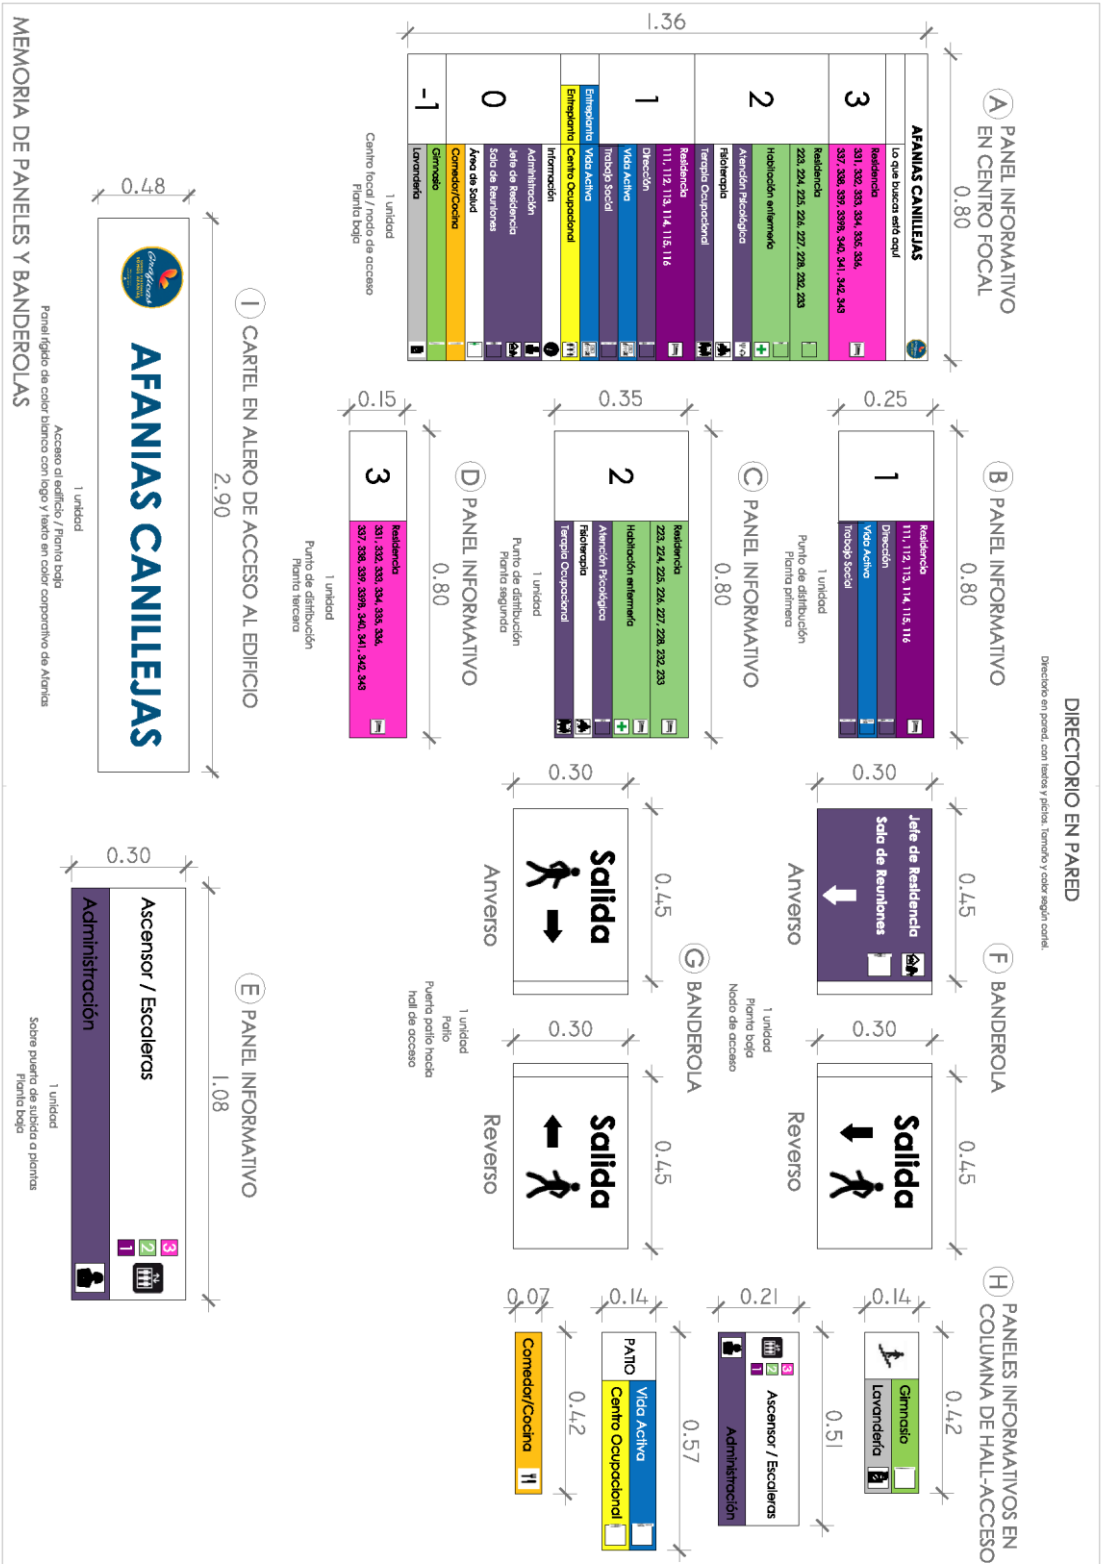 DIRECTORIO EN PARED
Directorio en pared, con textos y pictos. Tamaño y color según cartel.
A PANEL INFORMATIVO
EN CENTRO FOCAL
0.80
1.36
AFANIAS CANILLEJAS
Lo que buscas está aquí
3
Residencia
331, 332, 333, 334, 335, 336,
337, 338, 339, 339B, 340, 341, 342, 343
2
Residencia
223, 224, 225, 226, 227, 228, 232, 233
Habitación enfermería
Atención Psicológica
Fisioterapia
Terapia Ocupacional
1
Residencia
111, 112, 113, 114, 115, 116
Dirección
Vida Activa
Trabajo Social
Entreplanta Vida Activa
Entreplanta Centro Ocupacional
0
Información
Administración
Jefe de Residencia
Sala de Reuniones
Área de Salud
Comedor/Cocina
-1
Gimnasio
Lavandería
1 unidad
Centro focal / nodo de acceso
Planta baja
B PANEL INFORMATIVO
0.80
0.25
1
Residencia
111, 112, 113, 114, 115, 116
Dirección
Vida Activa
Trabajo Social
1 unidad
Punto de distribución
Planta primera
C PANEL INFORMATIVO
0.80
0.35
2
Residencia
223, 224, 225, 226, 227, 228, 232, 233
Habitación enfermería
Atención Psicológica
Fisioterapia
Terapia Ocupacional
1 unidad
Punto de distribución
Planta segunda
D PANEL INFORMATIVO
0.80
0.15
3
Residencia
331, 332, 333, 334, 335, 336,
337, 338, 339, 339B, 340, 341, 342, 343
1 unidad
Punto de distribución
Planta tercera
F BANDEROLA
0.45
0.30
Jefe de Residencia
Sala de Reuniones
Anverso
0.45
0.30
Salida
Reverso
1 unidad
Planta baja
Nodo de acceso
G BANDEROLA
0.45
0.30
Salida
Anverso
0.45
0.30
Salida
Reverso
1 unidad
Patio
Puerta patio hacia
hall de acceso
H PANELES INFORMATIVOS EN
COLUMNA DE HALL-ACCESO
0.42
0.14
Gimnasio
Lavandería
0.51
0.21
3
2
1
Ascensor / Escaleras
Administración
0.57
0.14
PATIO
Vida Activa
Centro Ocupacional
0.42
0.07
Comedor/Cocina
I CARTEL EN ALERO DE ACCESO AL EDIFICIO
2.90
0.48
AFANIAS CANILLEJAS
1 unidad
Acceso al edificio / Planta baja
Panel rígido de color blanco con logo y texto en color corporativo de Afanias
E PANEL INFORMATIVO
1.08
0.30
Ascensor / Escaleras
3
2
1
Administración
1 unidad
Sobre puerta de subida a plantas
Planta baja
MEMORIA DE PANELES Y BANDEROLAS